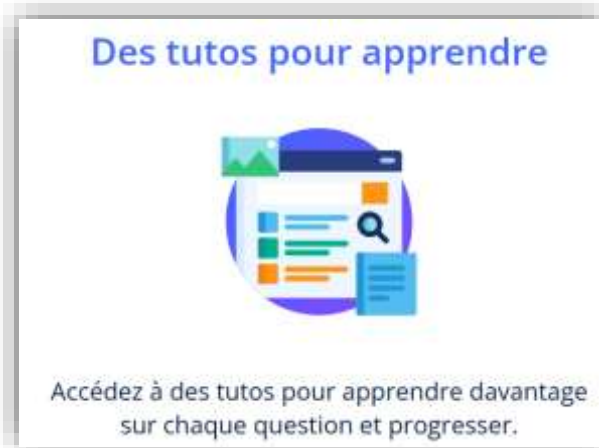 Des tutos pour apprendre
Accédez à des tutos pour apprendre davantage
sur chaque question et progresser.